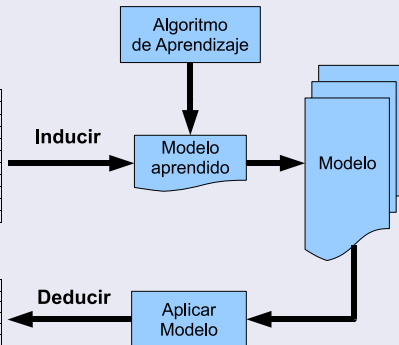 Algoritmo
de Aprendizaje
Inducir
Modelo
aprendido
Modelo
Deducir
Aplicar
Modelo